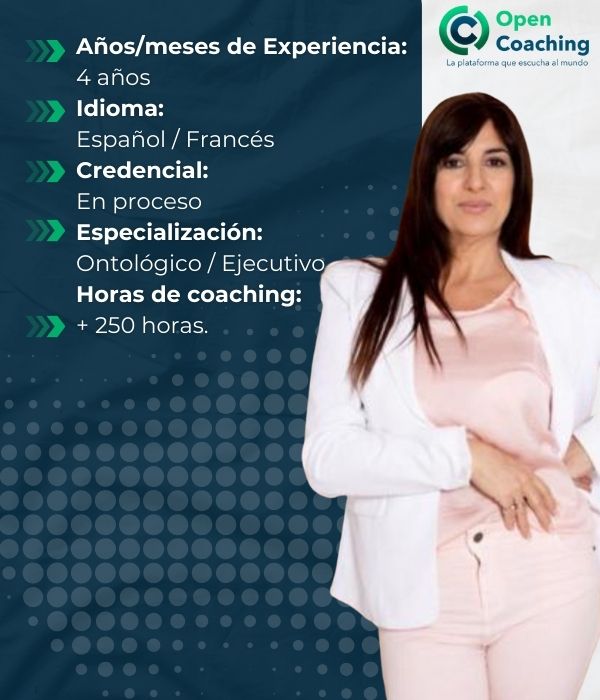 Open
Coaching
La plataforma que escucha al mundo
Años/meses de Experiencia:
4 años
Idioma:
Español / Francés
Credencial:
En proceso
Especialización:
Ontológico / Ejecutivo
Horas de coaching:
+ 250 horas.